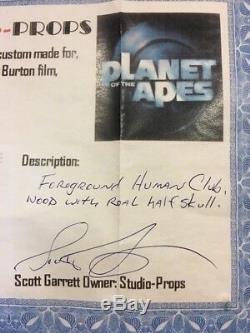 -PROPS
custom made for,
Burton film,
PLANET
OF THE
APES
Description:
FOREGROUND HUMAN CLUB,
WOOD WITH REAL HALF SKULL.
Scott Garrett Owner: Studio-Props